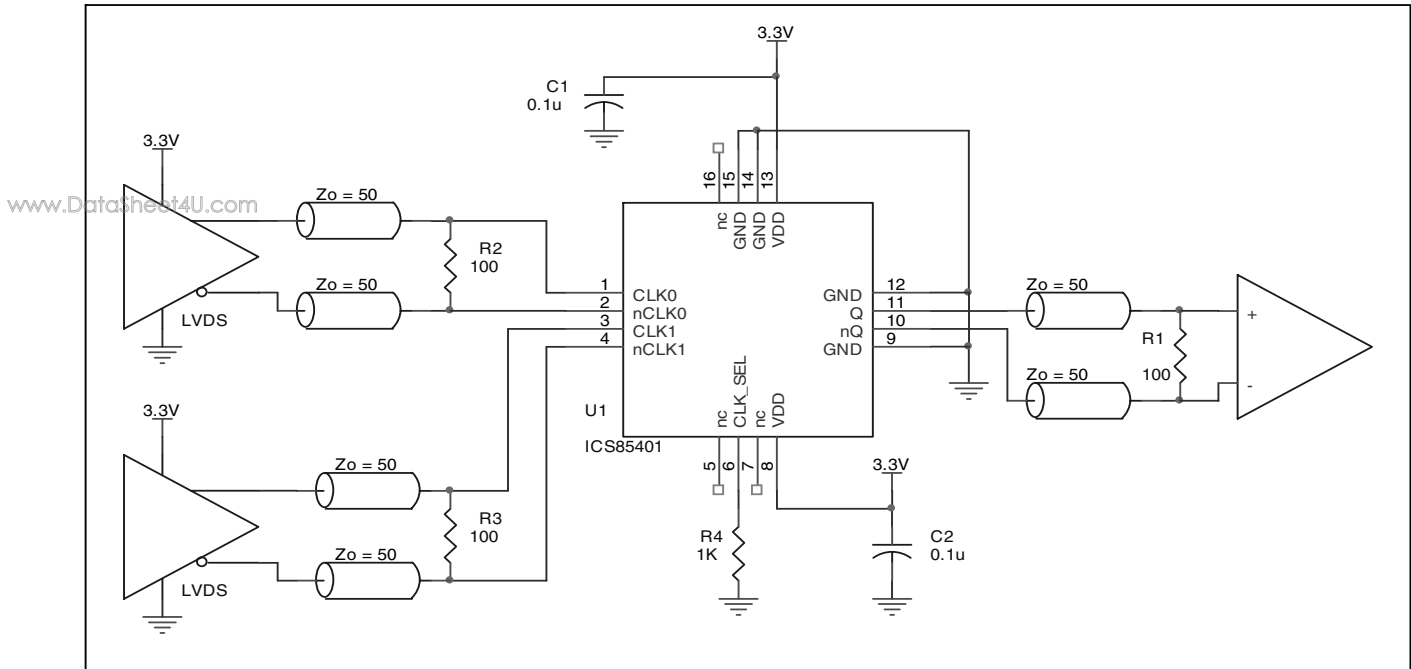 3.3V
C1
0.1u
3.3V
www.DataSheet4U.com
Zo = 50
R2
100
Zo = 50
LVDS
16
15
14
13
nc
GND
GND
VDD
1
2
3
4
CLK0
nCLK0
CLK1
nCLK1
GND
Q
nQ
GND
12
11
10
9
Zo = 50
R1
100
Zo = 50
+
-
U1
ICS85401
nc
CLK_SEL
nc
VDD
5
6
7
8
3.3V
Zo = 50
R3
100
Zo = 50
LVDS
R4
1K
3.3V
C2
0.1u